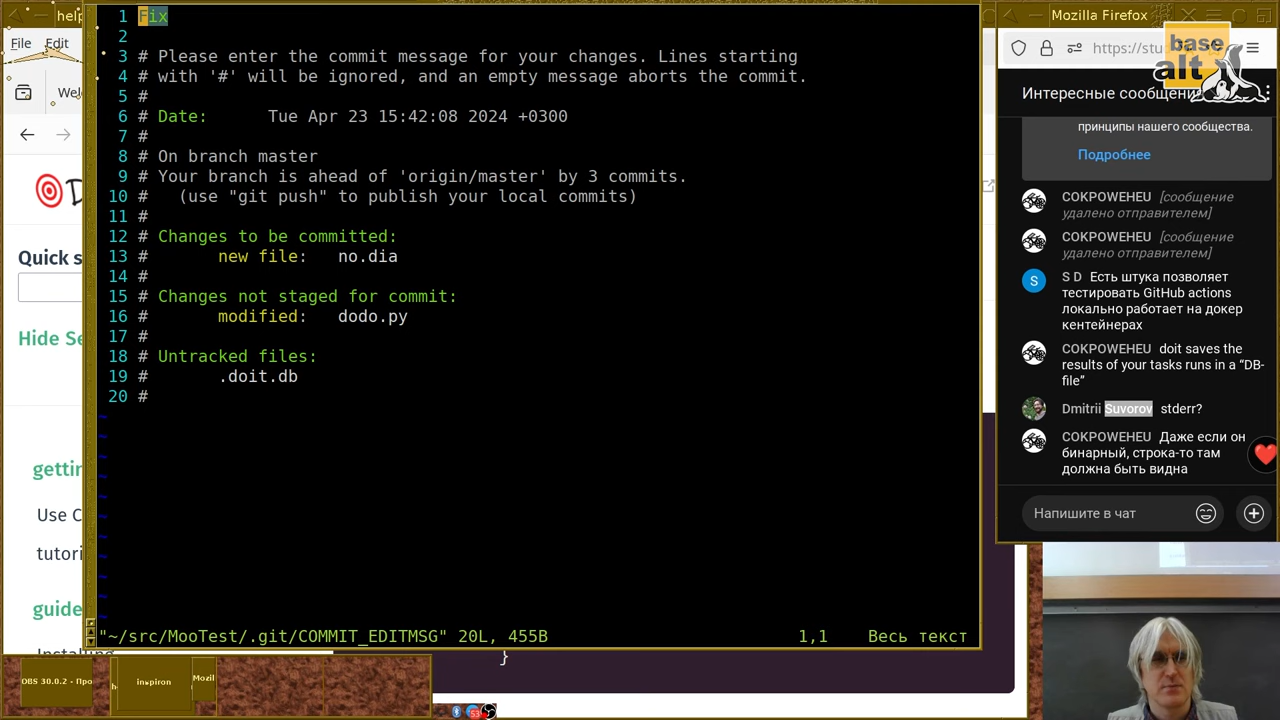 help
File Edit
Wel
D
Quick s
Hide Se
gettin
Use C
tutori
guide
1 Fix
2
3 # Please enter the commit message for your changes. Lines starting
4 # with '#' will be ignored, and an empty message aborts the commit.
5 #
6 # Date:      Tue Apr 23 15:42:08 2024 +0300
7 #
8 # On branch master
9 # Your branch is ahead of 'origin/master' by 3 commits.
10 #   (use "git push" to publish your local commits)
11 #
12 # Changes to be committed:
13 #       new file:   no.dia
14 #
15 # Changes not staged for commit:
16 #       modified:   dodo.py
17 #
18 # Untracked files:
19 #       .doit.db
20 #
~
~
~
~
~
~
~
~
~
~
~
"~/src/MooTest/.git/COMMIT_EDITMSG" 20L, 455B 1,1 Весь текст
}
OBS 30.0.2 - Про
h-
inspiron
Mozil
Mozilla Firefox
base
alt
https://stu
Интересные сообщени
принципы нашего сообщества.
Подробнее
COKPOWEHEU [сообщение
удалено отправителем]
COKPOWEHEU [сообщение
удалено отправителем]
S
S D Есть штука позволяет
тестировать GitHub actions
локально работает на докер
контейнерах
COKPOWEHEU doit saves the
results of your tasks runs in a “DB-
file”
Dmitrii Suvorov stderr?
COKPOWEHEU Даже если он
бинарный, строка-то там
должна быть видна
Напишите в чат